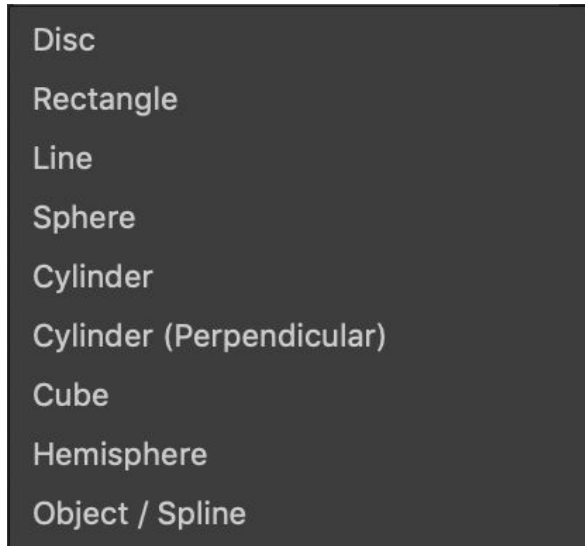 Disc
Rectangle
Line
Sphere
Cylinder
Cylinder (Perpendicular)
Cube
Hemisphere
Object / Spline